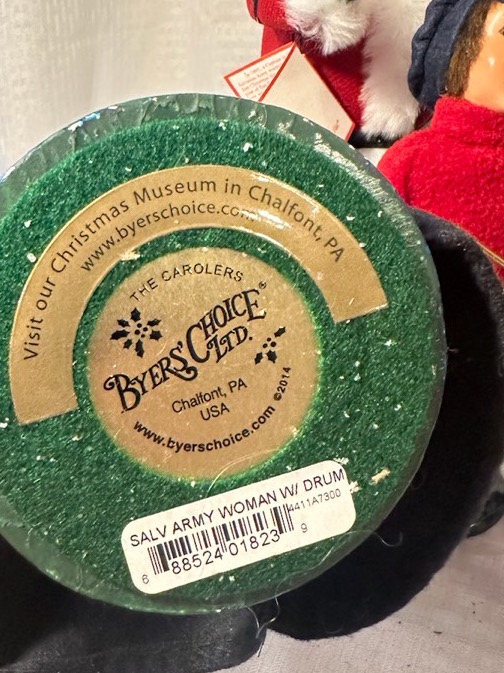 Visit our Christmas Museum in Chalfont, PA
www.byerschoice.com
THE CAROLERS
BYERS' CHOICE®
LTD.
Chalfont, PA
USA
www.byerschoice.com ©2014
SALV ARMY WOMAN W/ DRUM
4411A7300
6 88524 01823 9